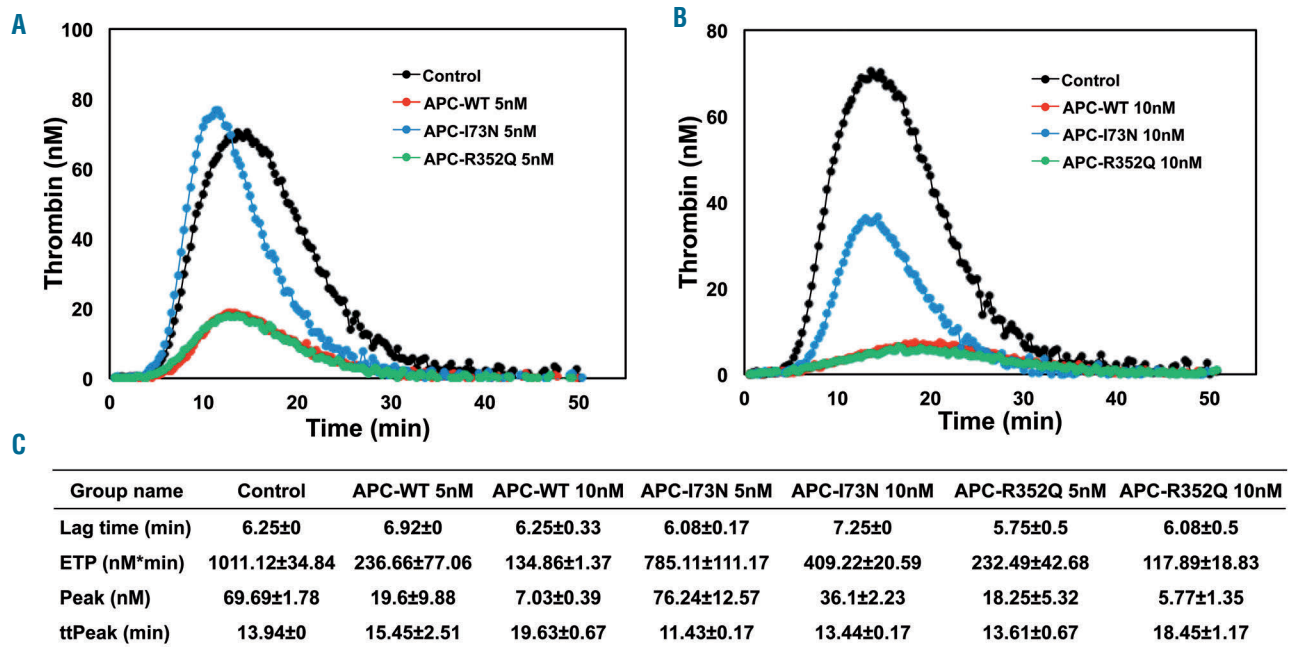 A
100
80
60
40
20
0
Thrombin (nM)
Control
APC-WT 5nM
APC-I73N 5nM
APC-R352Q 5nM
0 10 20 30 40 50
Time (min)
B
80
60
40
20
0
Thrombin (nM)
Control
APC-WT 10nM
APC-I73N 10nM
APC-R352Q 10nM
0 10 20 30 40 50
Time (min)
C
Group name Control APC-WT 5nM APC-WT 10nM APC-I73N 5nM APC-I73N 10nM APC-R352Q 5nM APC-R352Q 10nM
Lag time (min) 6.25±0 6.92±0 6.25±0.33 6.08±0.17 7.25±0 5.75±0.5 6.08±0.5
ETP (nM*min) 1011.12±34.84 236.66±77.06 134.86±1.37 785.11±111.17 409.22±20.59 232.49±42.68 117.89±18.83
Peak (nM) 69.69±1.78 19.6±9.88 7.03±0.39 76.24±12.57 36.1±2.23 18.25±5.32 5.77±1.35
ttPeak (min) 13.94±0 15.45±2.51 19.63±0.67 11.43±0.17 13.44±0.17 13.61±0.67 18.45±1.17